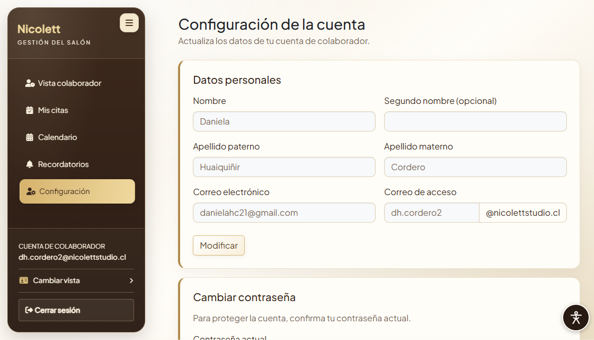 Nicolett
GESTIÓN DEL SALÓN
Vista colaborador
Mis citas
Calendario
Recordatorios
Configuración
CUENTA DE COLABORADOR
dh.cordero2@nicolettstudio.cl
Cambiar vista
Cerrar sesión
Configuración de la cuenta
Actualiza los datos de tu cuenta de colaborador.
Datos personales
Nombre
Segundo nombre (opcional)
Daniela
Apellido paterno
Apellido materno
Huaiquiñir
Cordero
Correo electrónico
Correo de acceso
danielahc21@gmail.com
dh.cordero2 @nicolettstudio.cl
Modificar
Cambiar contraseña
Para proteger la cuenta, confirma tu contraseña actual.
Contraseña actual